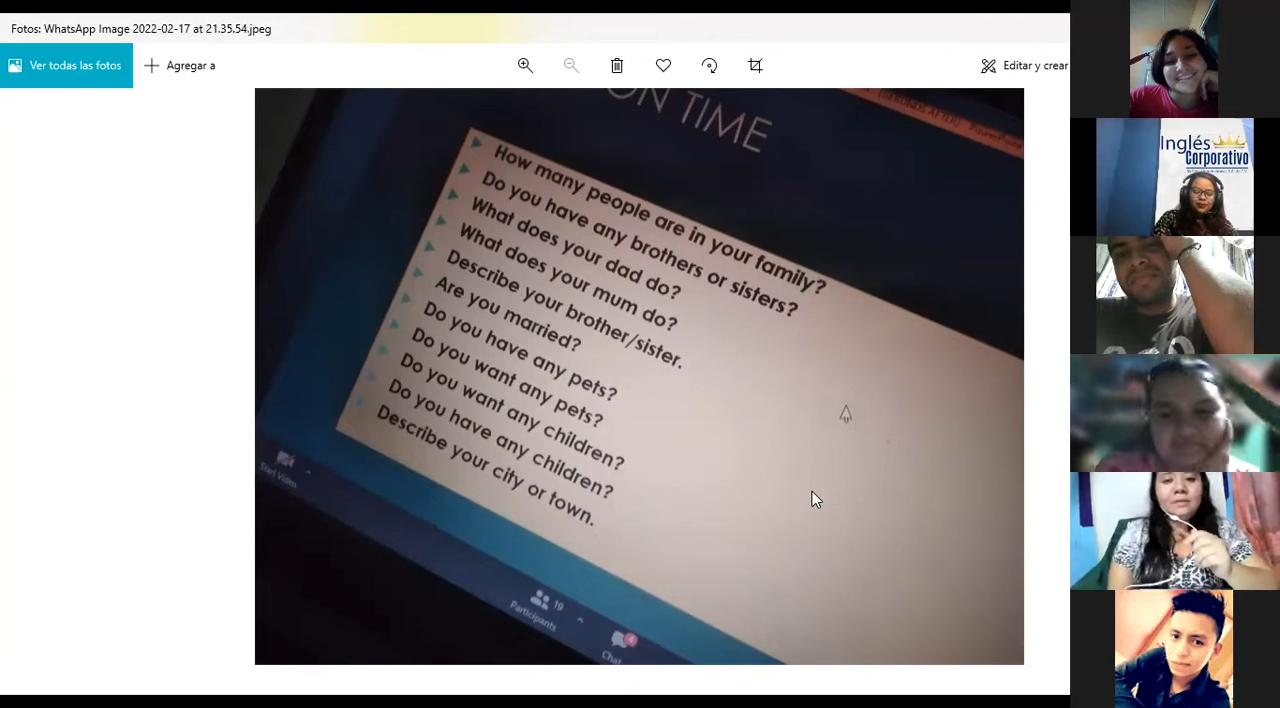 Fotos: WhatsApp Image 2022-02-17 at 21.35.54.jpeg
Ver todas las fotos
Agregar a
Editar y crear
ON TIME
How many people are in your family?
Do you have any brothers or sisters?
What does your dad do?
What does your mum do?
Describe your brother/sister.
Are you married?
Do you have any pets?
Do you want any pets?
Do you want any children?
Do you have any children?
Describe your city or town.
Start Video
Participants
19
Chat
4
Inglés
Corporativo